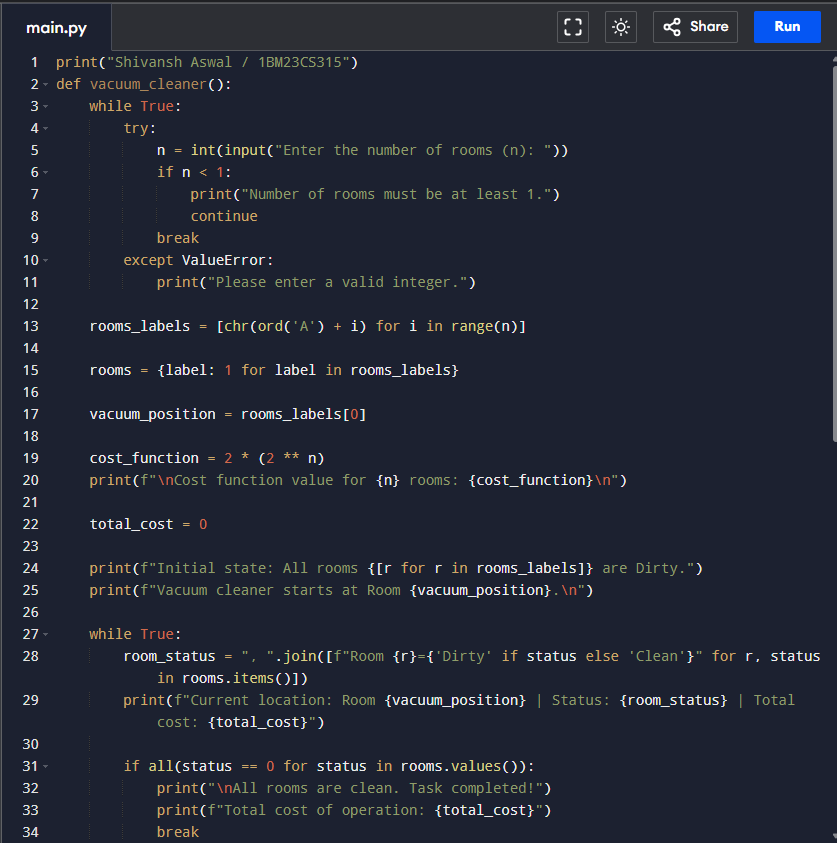 main.py
Share
Run
1 print("Shivansh Aswal / 1BM23CS315")
2 def vacuum_cleaner():
3     while True:
4         try:
5             n = int(input("Enter the number of rooms (n): "))
6             if n < 1:
7                 print("Number of rooms must be at least 1.")
8                 continue
9             break
10         except ValueError:
11             print("Please enter a valid integer.")
12
13     rooms_labels = [chr(ord('A') + i) for i in range(n)]
14
15     rooms = {label: 1 for label in rooms_labels}
16
17     vacuum_position = rooms_labels[0]
18
19     cost_function = 2 * (2 ** n)
20     print(f"\nCost function value for {n} rooms: {cost_function}\n")
21
22     total_cost = 0
23
24     print(f"Initial state: All rooms {[r for r in rooms_labels]} are Dirty.")
25     print(f"Vacuum cleaner starts at Room {vacuum_position}.\n")
26
27     while True:
28         room_status = ", ".join([f"Room {r}={'Dirty' if status else 'Clean'}" for r, status
            in rooms.items()])
29         print(f"Current location: Room {vacuum_position} | Status: {room_status} | Total
            cost: {total_cost}")
30
31         if all(status == 0 for status in rooms.values()):
32             print("\nAll rooms are clean. Task completed!")
33             print(f"Total cost of operation: {total_cost}")
34             break